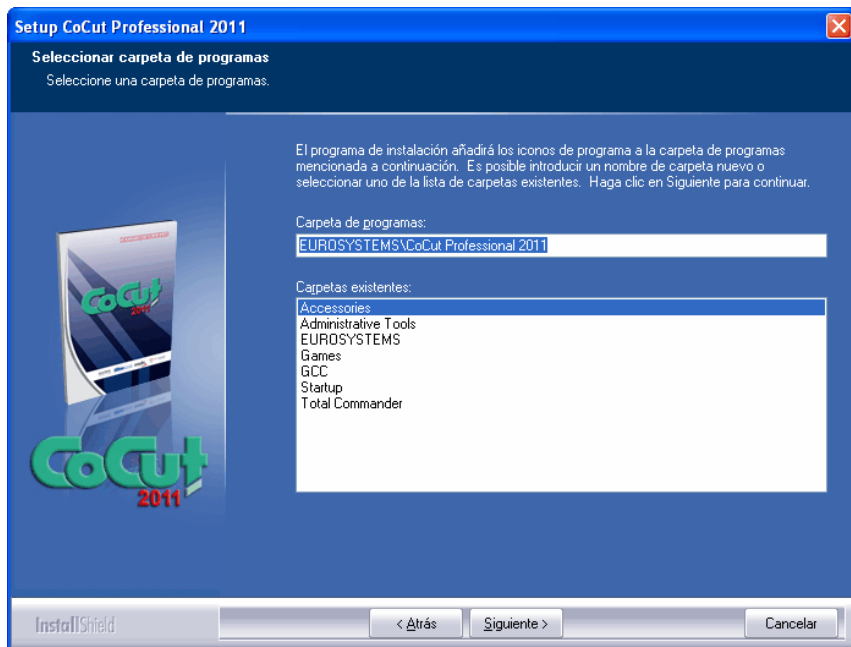 Setup CoCut Professional 2011
Seleccionar carpeta de programas
Seleccione una carpeta de programas.
El programa de instalación añadirá los iconos de programa a la carpeta de programas
mencionada a continuación. Es posible introducir un nombre de carpeta nuevo o
seleccionar uno de la lista de carpetas existentes. Haga clic en Siguiente para continuar.
Carpeta de programas:
EUROSYSTEMS\CoCut Professional 2011
Carpetas existentes:
Accessories
Administrative Tools
EUROSYSTEMS
Games
GCC
Startup
Total Commander
CoCut
2011
CoCut
2011
InstallShield
< Atrás
Siguiente >
Cancelar